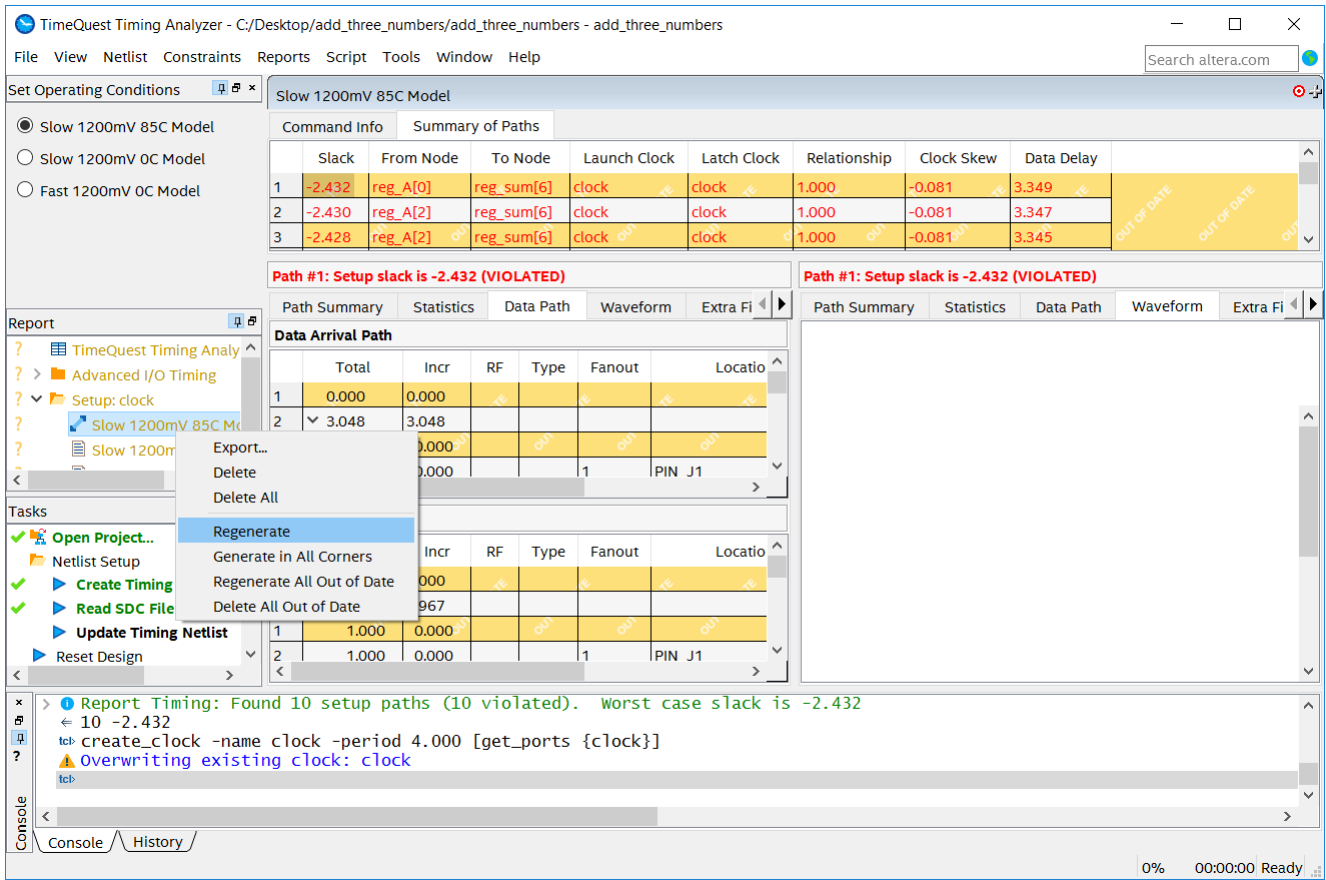 TimeQuest Timing Analyzer - C:/Desktop/add_three_numbers/add_three_numbers - add_three_numbers
File View Netlist Constraints Reports Script Tools Window Help
Search altera.com
Set Operating Conditions
Slow 1200mV 85C Model
Slow 1200mV 0C Model
Fast 1200mV 0C Model
Slow 1200mV 85C Model
Command Info Summary of Paths
Slack From Node To Node Launch Clock Latch Clock Relationship Clock Skew Data Delay
1 -2.432 reg_A[0] reg_sum[6] clock clock 1.000 -0.081 3.349
2 -2.430 reg_A[2] reg_sum[6] clock clock 1.000 -0.081 3.347
3 -2.428 reg_A[2] reg_sum[6] clock clock 1.000 -0.081 3.345
OUT OF DATE OUT OF DATE
Path #1: Setup slack is -2.432 (VIOLATED)
Path Summary Statistics Data Path Waveform Extra Fi
Data Arrival Path
Total Incr RF Type Fanout Locatio
1 0.000 0.000
2 3.048 3.048
0.000
0.000 1 PIN_J1
Incr RF Type Fanout Locatio
000
967
1 1.000 0.000
2 1.000 0.000 1 PIN_J1
Path #1: Setup slack is -2.432 (VIOLATED)
Path Summary Statistics Data Path Waveform Extra Fi
Report
? TimeQuest Timing Analy
? Advanced I/O Timing
? Setup: clock
? Slow 1200mV 85C Mo
? Slow 1200m
Export...
Delete
Delete All
Regenerate
Generate in All Corners
Regenerate All Out of Date
Delete All Out of Date
Tasks
Open Project...
Netlist Setup
Create Timing
Read SDC File
Update Timing Netlist
Reset Design
Report Timing: Found 10 setup paths (10 violated). Worst case slack is -2.432
10 -2.432
tcl> create_clock -name clock -period 4.000 [get_ports {clock}]
Overwriting existing clock: clock
tcl>
?
Console
Console History
0% 00:00:00 Ready